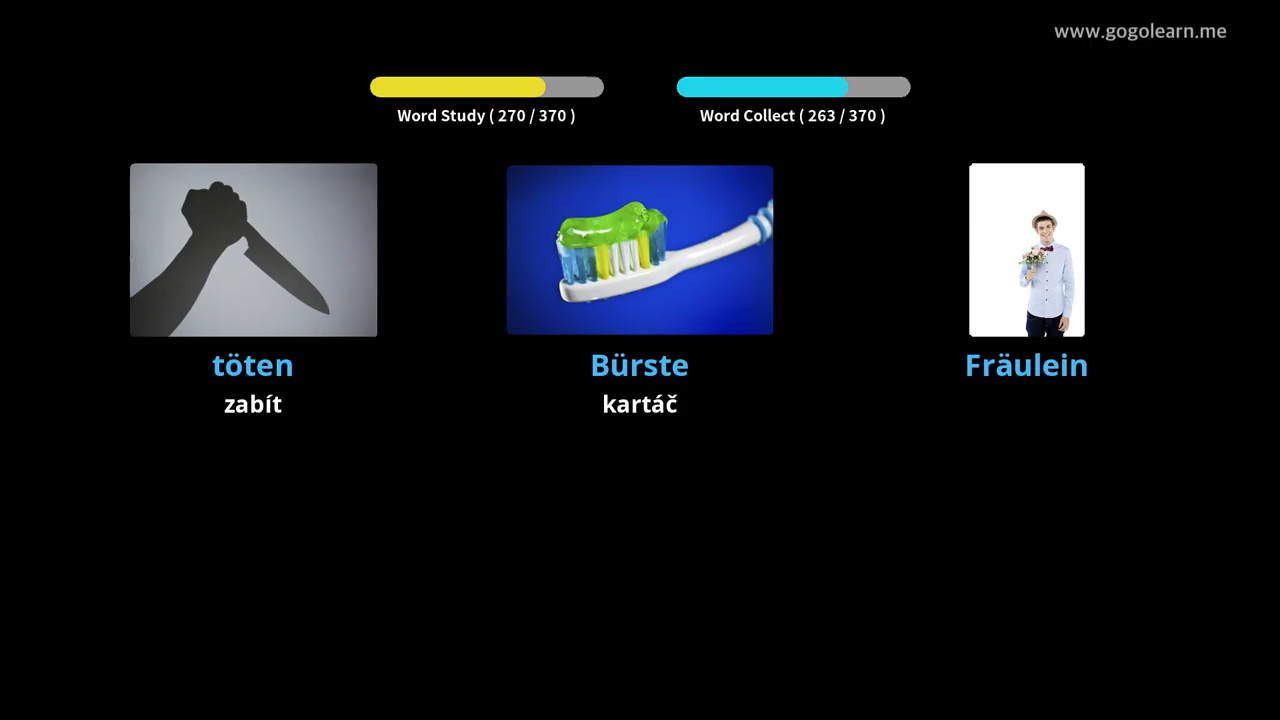 www.gogolearn.me
Word Study ( 270 / 370 )
Word Collect ( 263 / 370 )
töten
Bürste
Fräulein
zabít
kartáč